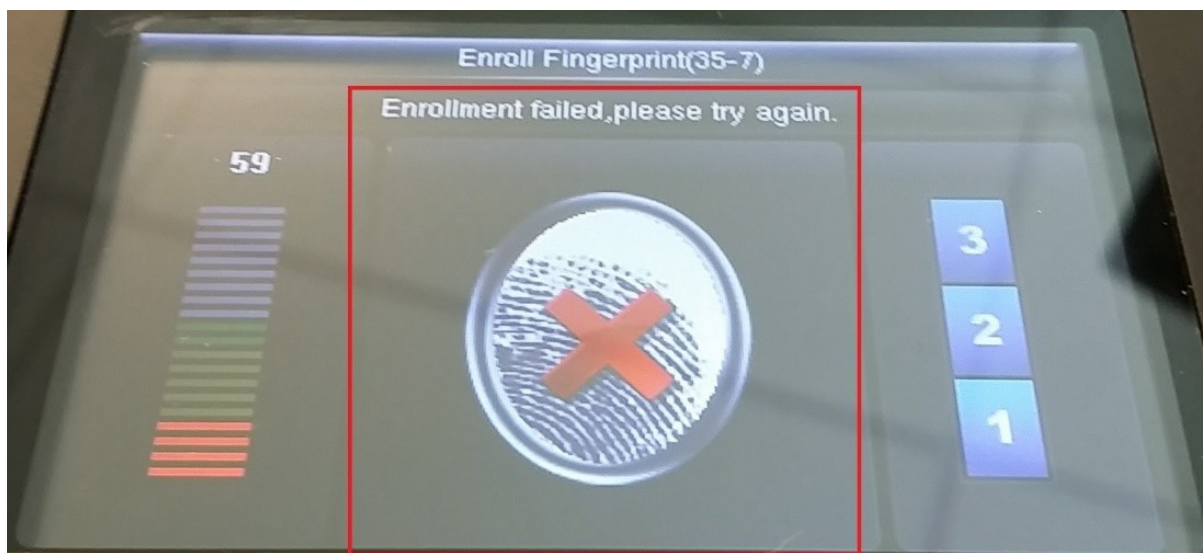 Enroll Fingerprint(35-7)
Enrollment failed,please try again.
59
3
2
1